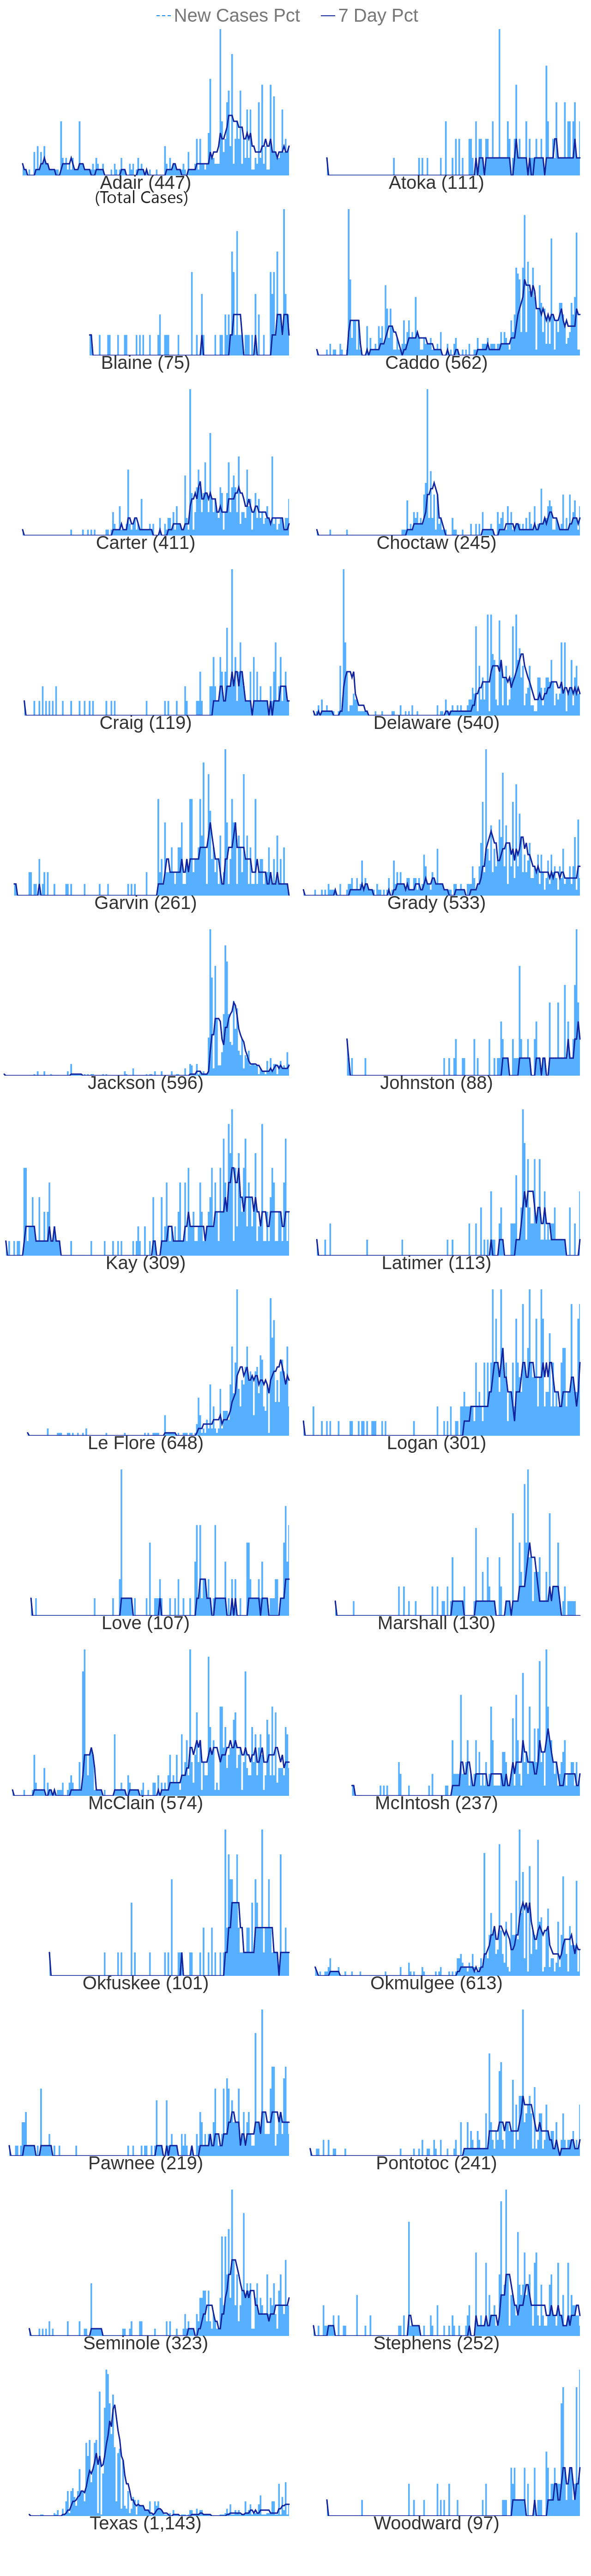 New Cases Pct 7 Day Pct
Adair (447) Atoka (111)
(Total Cases)
Blaine (75) Caddo (562)
Carter (411) Choctaw (245)
Craig (119) Delaware (540)
Garvin (261) Grady (533)
Jackson (596) Johnston (88)
Kay (309) Latimer (113)
Le Flore (648) Logan (301)
Love (107) Marshall (130)
McClain (574) McIntosh (237)
Okfuskee (101) Okmulgee (613)
Pawnee (219) Pontotoc (241)
Seminole (323) Stephens (252)
Texas (1,143) Woodward (97)